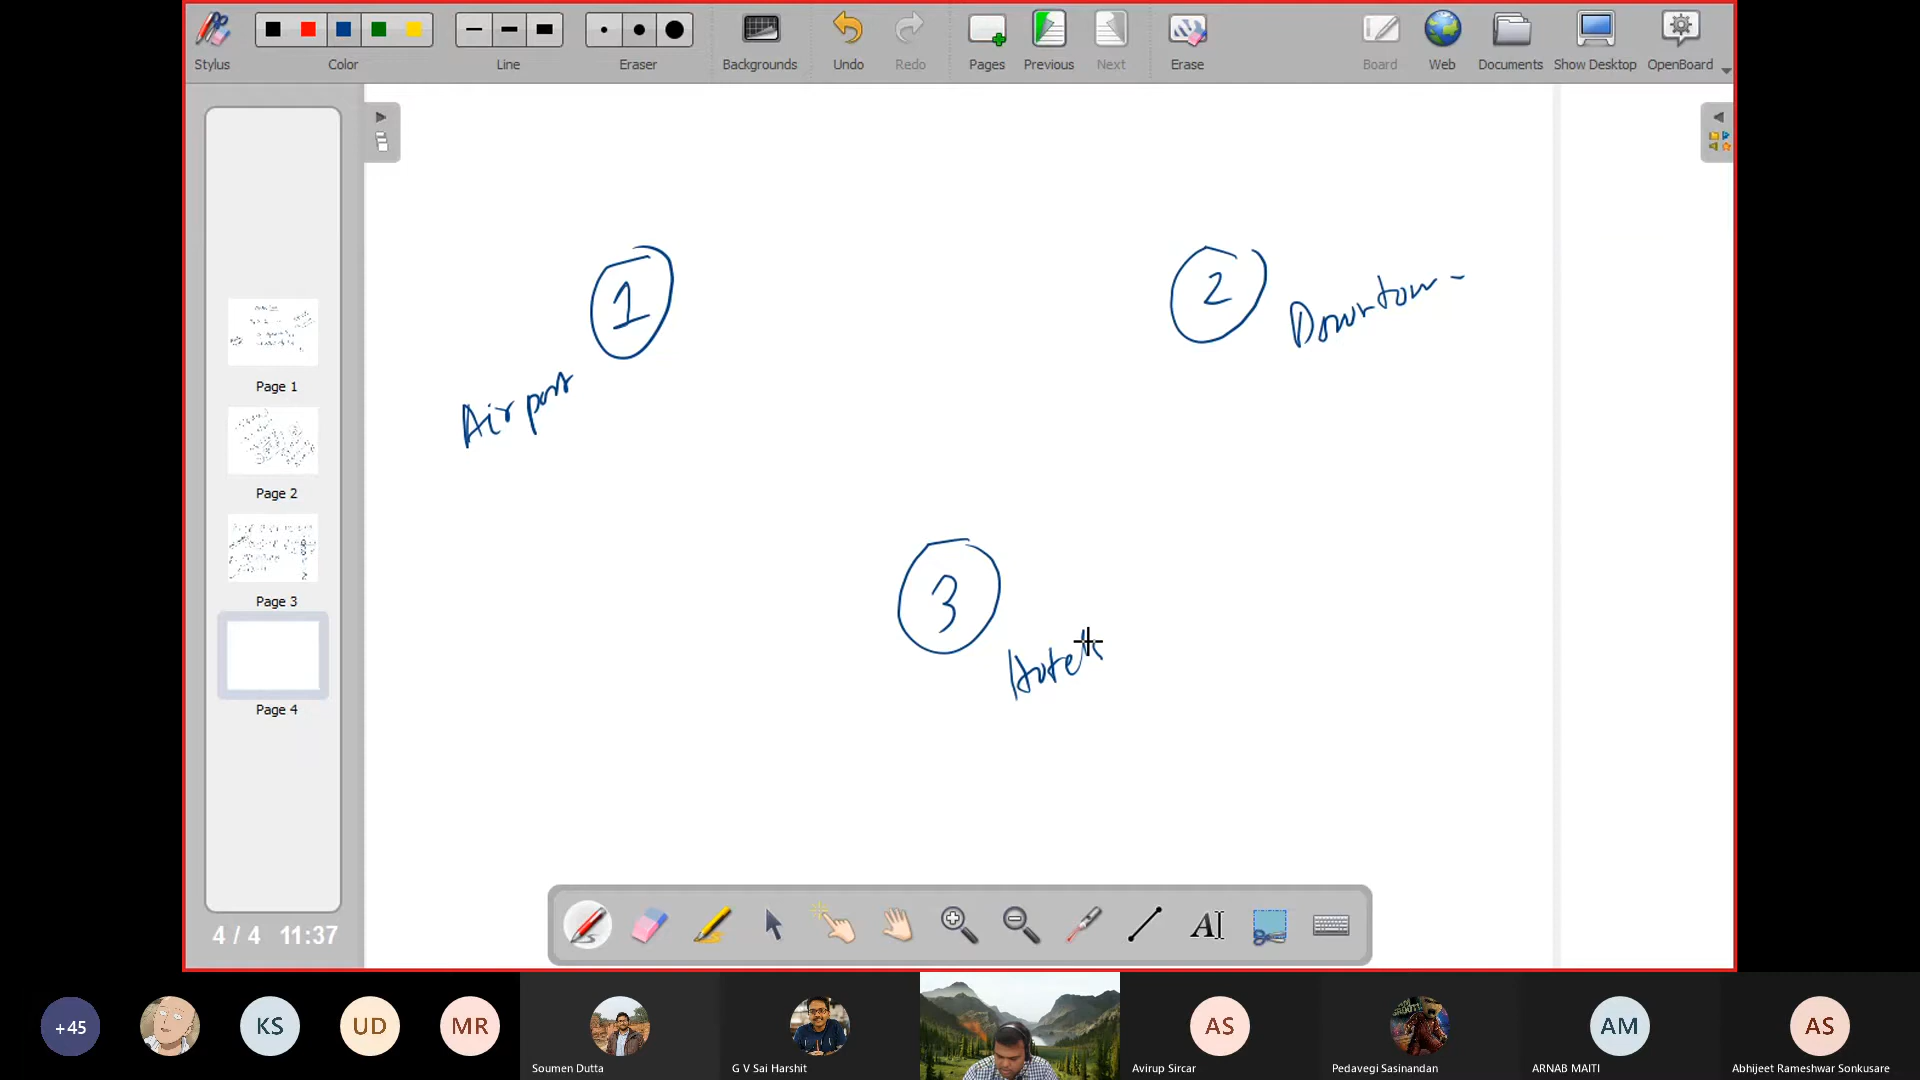 Stylus
Color
Line
Eraser
Backgrounds
Undo
Redo
Pages
Previous
Next
Erase
Board
Web
Documents
Show Desktop
OpenBoard
1
2
Downtown
Airport
3
Hotels
Page 1
Page 2
Page 3
Page 4
4 / 4 11:37
+45
KS
UD
MR
Soumen Dutta
G V Sai Harshit
AS
Avirup Sircar
Pedavegi Sasinandan
AM
ARNAB MAITI
AS
Abhijeet Rameshwar Sonkusare